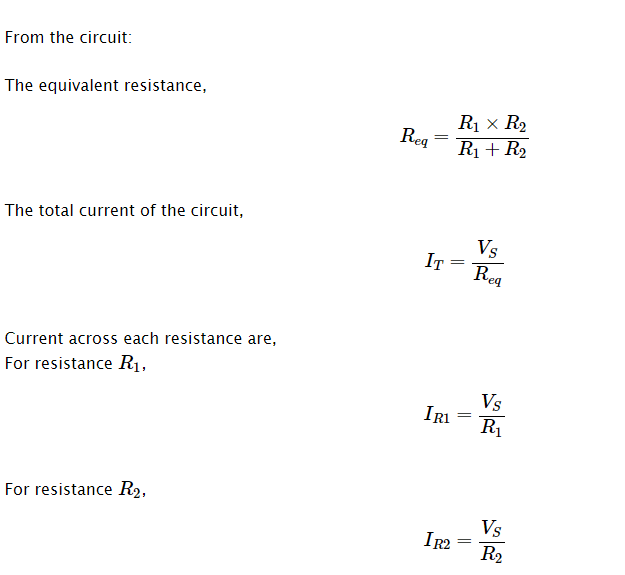 From the circuit:
The equivalent resistance,
R_{eq} = \frac{R_1 × R_2}{R_1 + R_2}
The total current of the circuit,
I_T = \frac{V_S}{R_{eq}}
Current across each resistance are,
For resistance R_1,
I_{R1} = \frac{V_S}{R_1}
For resistance R_2,
I_{R2} = \frac{V_S}{R_2}